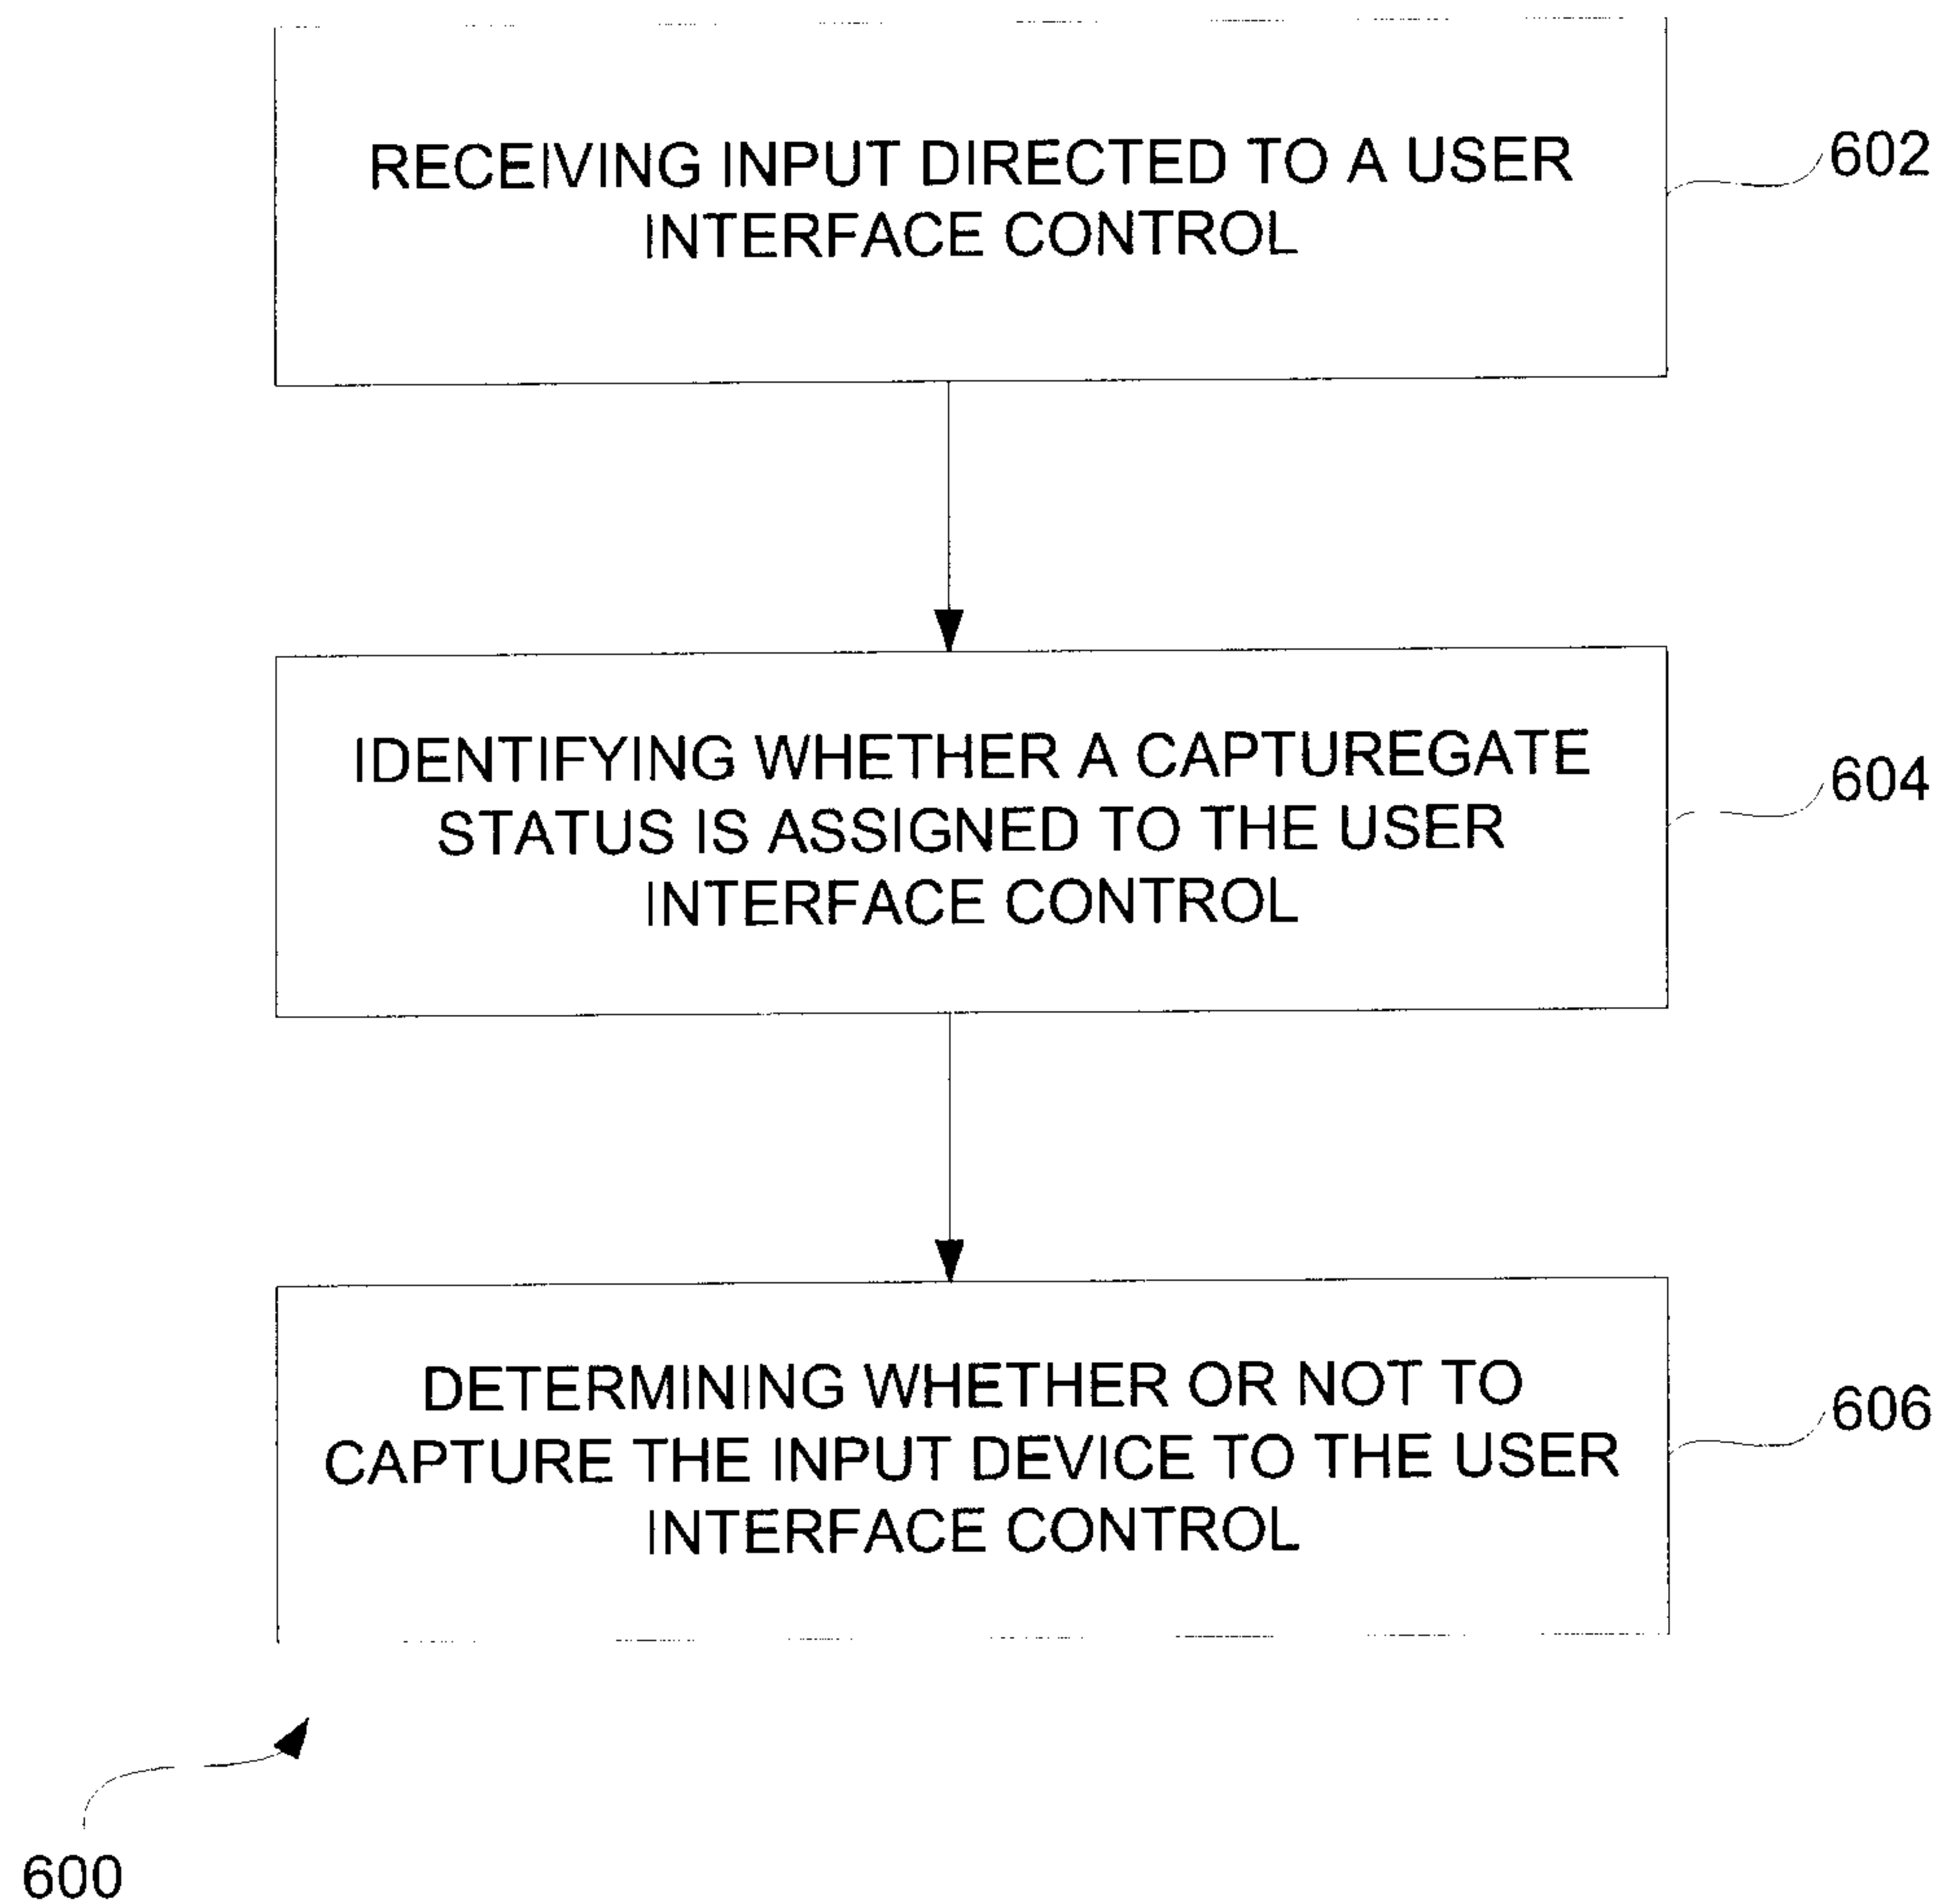 RECEIVING INPUT DIRECTED TO A USER
INTERFACE CONTROL
602
IDENTIFYING WHETHER A CAPTUREGATE
STATUS IS ASSIGNED TO THE USER
INTERFACE CONTROL
604
DETERMINING WHETHER OR NOT TO
CAPTURE THE INPUT DEVICE TO THE USER
INTERFACE CONTROL
606
600